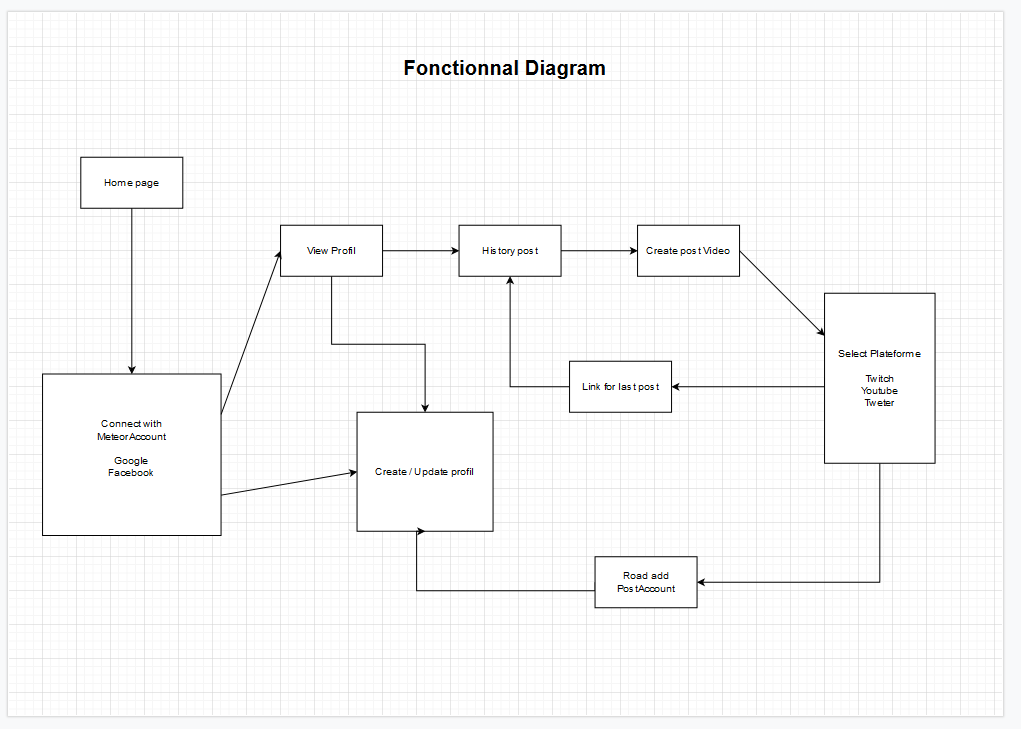 Fonctionnal Diagram
Home page
View Profil
History post
Create post Video
Select Plateforme
Twitch
Youtube
Tweter
Link for last post
Connect with
MeteorAccount
Google
Facebook
Create / Update profil
Road add
PostAccount